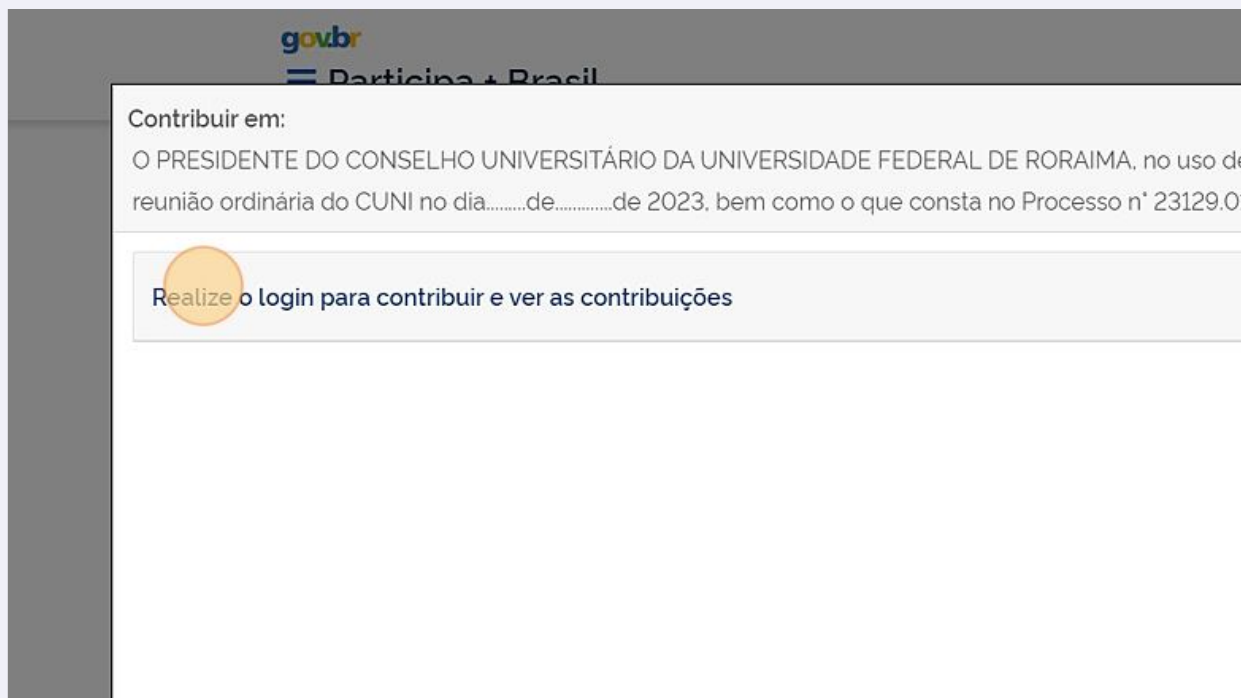 gov.br
Participa + Brasil
Contribuir em:
O PRESIDENTE DO CONSELHO UNIVERSITÁRIO DA UNIVERSIDADE FEDERAL DE RORAIMA, no uso de
reunião ordinária do CUNI no dia.........de.............de 2023, bem como o que consta no Processo n° 23129.0
Realize o login para contribuir e ver as contribuições